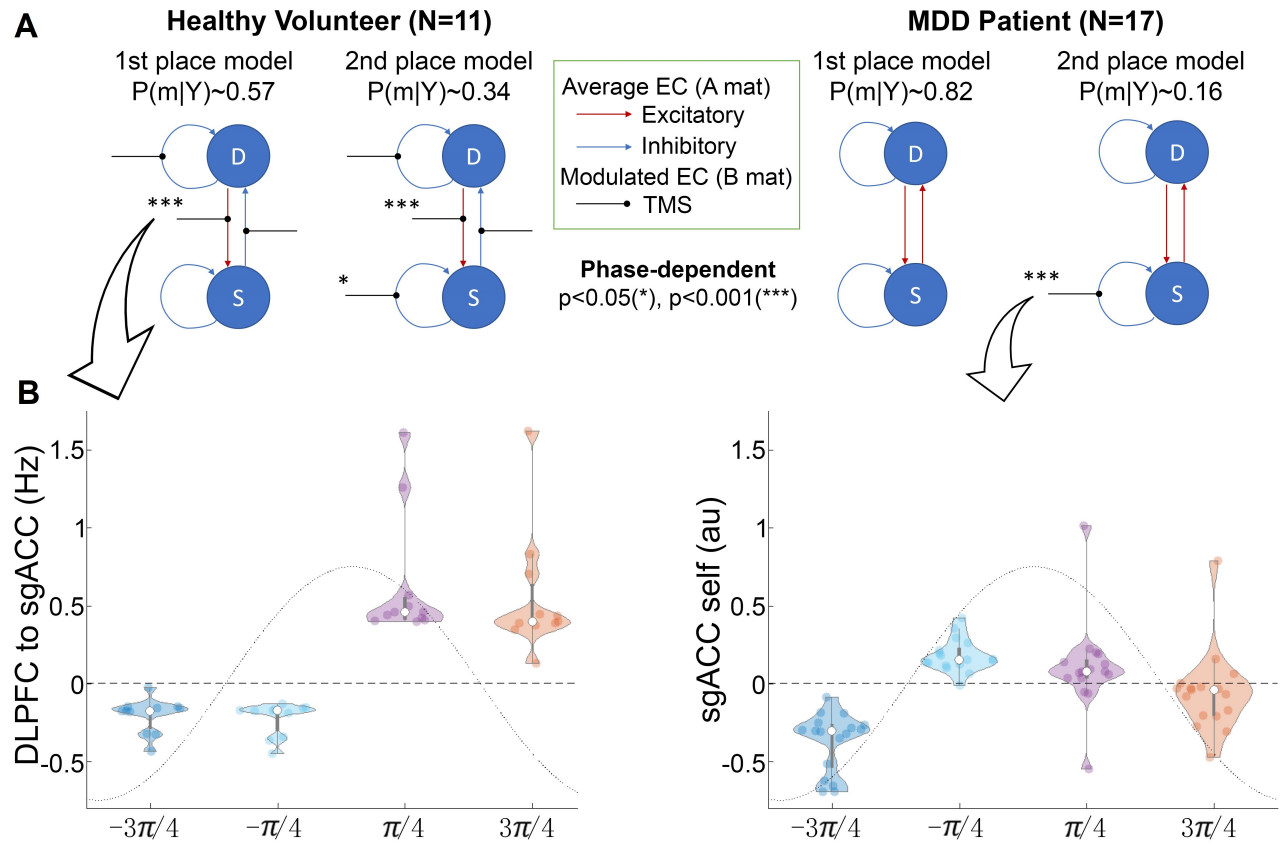 A
Healthy Volunteer (N=11)
MDD Patient (N=17)
1st place model
P(m|Y)~0.57
2nd place model
P(m|Y)~0.34
1st place model
P(m|Y)~0.82
2nd place model
P(m|Y)~0.16
Average EC (A mat)
Excitatory
Inhibitory
Modulated EC (B mat)
TMS
D
D
D
D
***
***
*
***
S
S
S
S
Phase-dependent
p<0.05(*), p<0.001(***)
B
DLPFC to sgACC (Hz)
1.5
1
0.5
0
-0.5
−3π/4
−π/4
π/4
3π/4
sgACC self (au)
1.5
1
0.5
0
-0.5
−3π/4
−π/4
π/4
3π/4